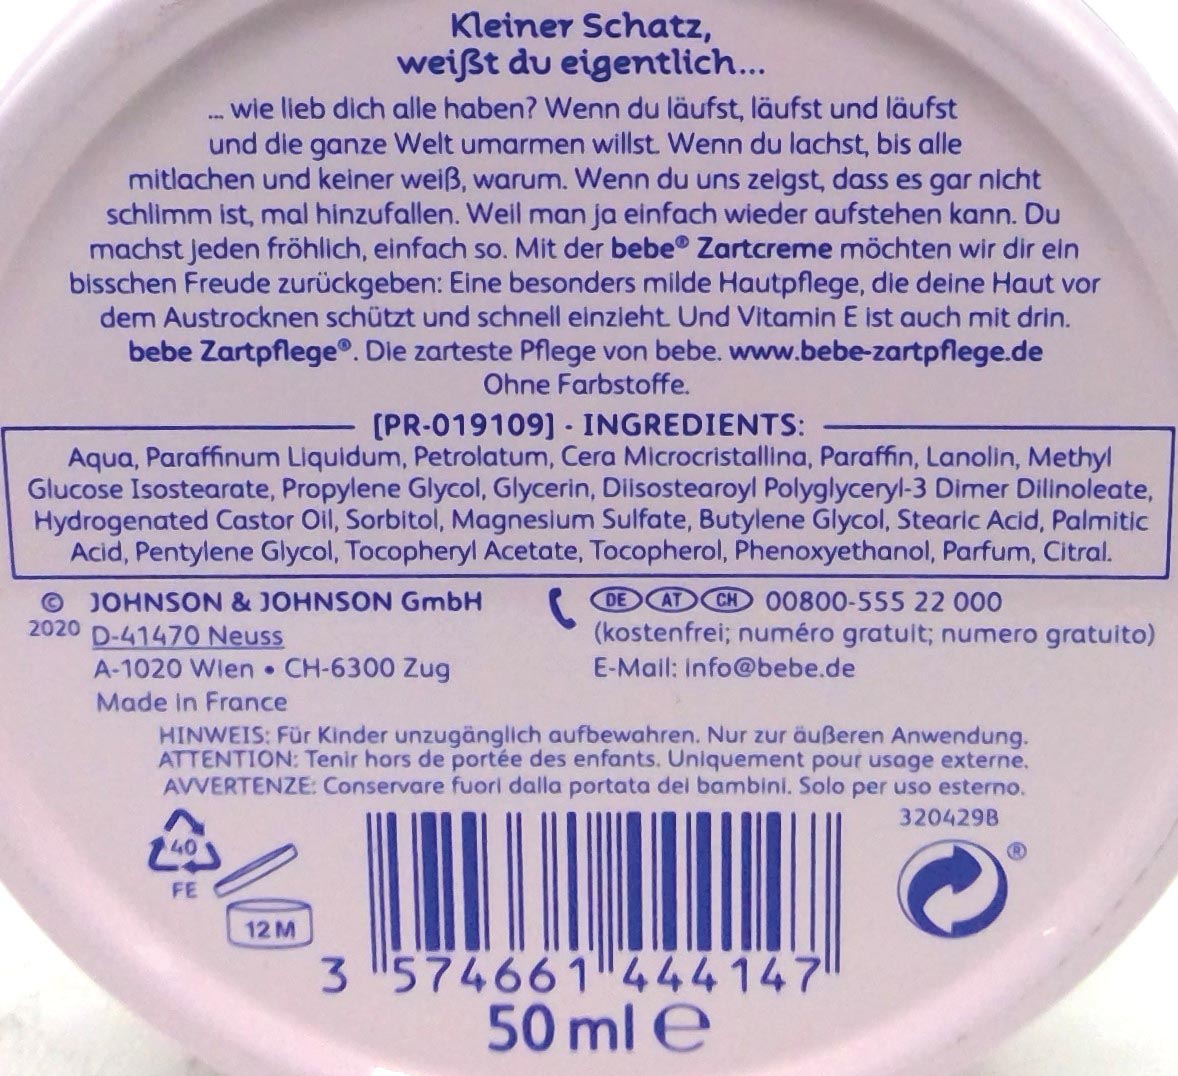 Kleiner Schatz,
weißt du eigentlich...
... wie lieb dich alle haben? Wenn du läufst, läufst und läufst
und die ganze Welt umarmen willst. Wenn du lachst, bis alle
mitlachen und keiner weiß, warum. Wenn du uns zeigst, dass es gar nicht
schlimm ist, mal hinzufallen. Weil man ja einfach wieder aufstehen kann. Du
machst jeden fröhlich, einfach so. Mit der bebe® Zartcreme möchten wir dir ein
bisschen Freude zurückgeben: Eine besonders milde Hautpflege, die deine Haut vor
dem Austrocknen schützt und schnell einzieht. Und Vitamin E ist auch mit drin.
bebe Zartpflege®. Die zarteste Pflege von bebe. www.bebe-zartpflege.de
Ohne Farbstoffe.
[PR-019109] · INGREDIENTS:
Aqua, Paraffinum Liquidum, Petrolatum, Cera Microcristallina, Paraffin, Lanolin, Methyl
Glucose Isostearate, Propylene Glycol, Glycerin, Diisostearoyl Polyglyceryl-3 Dimer Dilinoleate,
Hydrogenated Castor Oil, Sorbitol, Magnesium Sulfate, Butylene Glycol, Stearic Acid, Palmitic
Acid, Pentylene Glycol, Tocopheryl Acetate, Tocopherol, Phenoxyethanol, Parfum, Citral.
© JOHNSON & JOHNSON GmbH
2020 D-41470 Neuss
A-1020 Wien • CH-6300 Zug
Made in France
DE AT CH 00800-555 22 000
(kostenfrei; numéro gratuit; numero gratuito)
E-Mail: info@bebe.de
HINWEIS: Für Kinder unzugänglich aufbewahren. Nur zur äußeren Anwendung.
ATTENTION: Tenir hors de portée des enfants. Uniquement pour usage externe.
AVVERTENZE: Conservare fuori dalla portata dei bambini. Solo per uso esterno.
320429B
®
40
FE
12 M
3 574661 444147
50 ml ℮